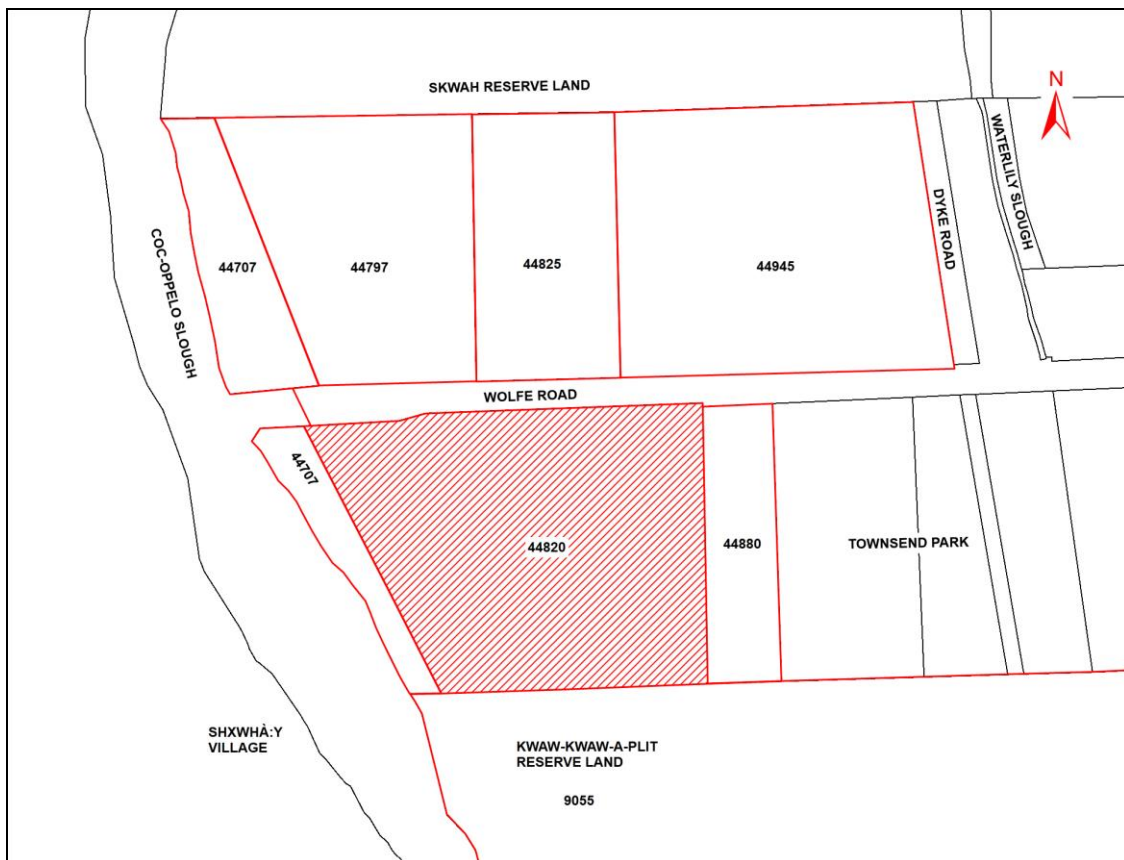 SKWAH RESERVE LAND
N
WATERLILY SLOUGH
DYKE ROAD
COC-OPPELO SLOUGH
44707
44797
44825
44945
WOLFE ROAD
44707
44820
44880
TOWNSEND PARK
SHXWHÀ:Y
VILLAGE
KWAW-KWAW-A-PLIT
RESERVE LAND
9055